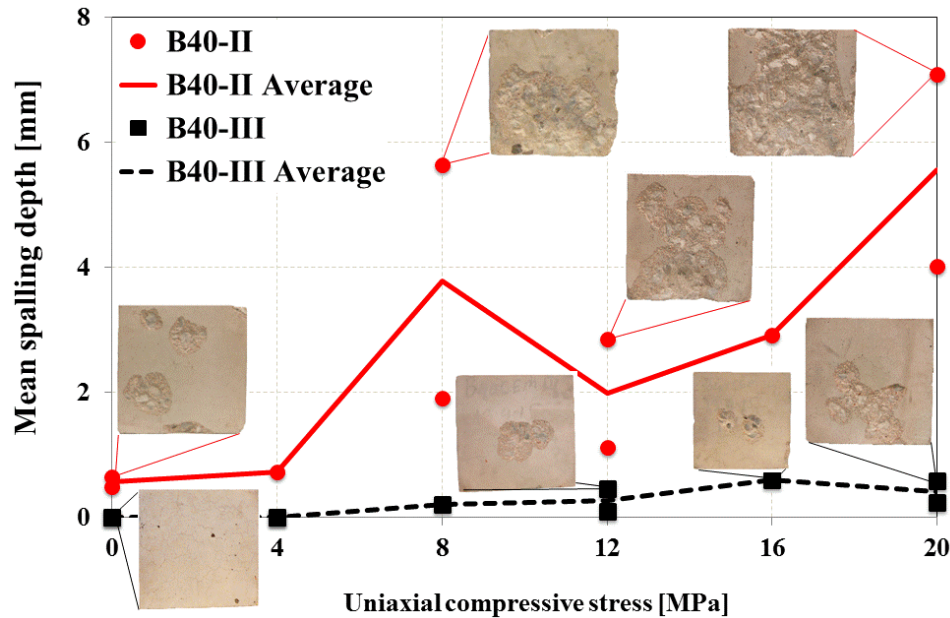 8
B40-II
B40-II Average
B40-III
B40-III Average
6
4
2
0
Mean spalling depth [mm]
0 4 8 12 16 20
Uniaxial compressive stress [MPa]